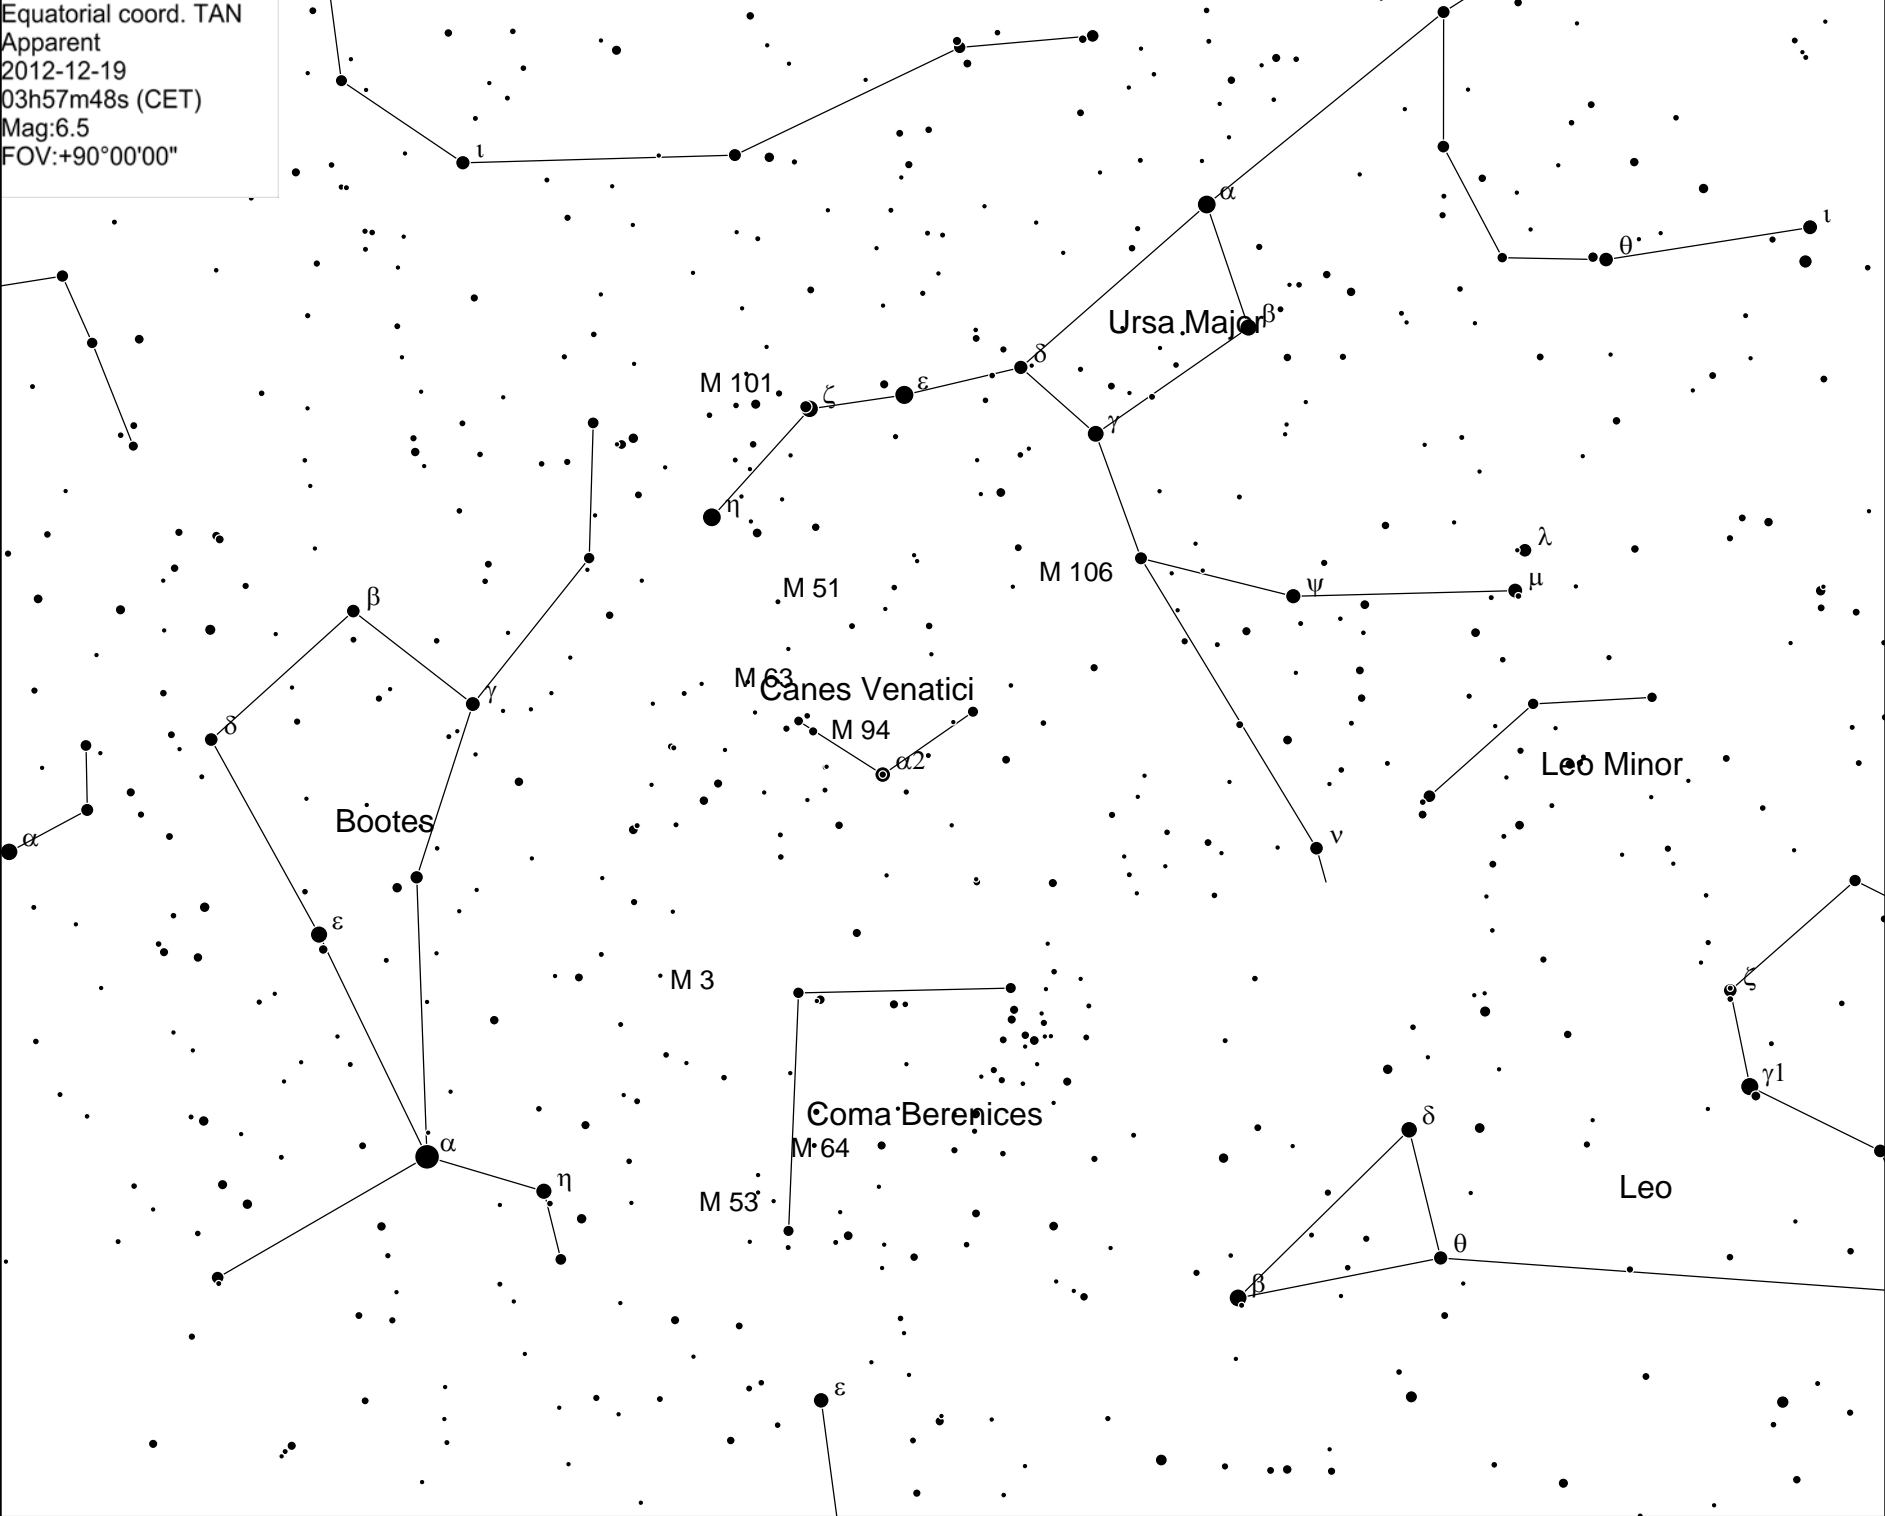 Equatorial coord. TAN
Apparent
2012-12-19
03h57m48s (CET)
Mag:6.5
FOV:+90°00'00"
ι
α
θ
ι
Ursa Major
β
δ
M 101
ζ
ε
γ
η
λ
M 106
ψ
μ
M 51
β
M 63
Canes Venatici
γ
δ
M 94
α2
Leo Minor
Bootes
α
ν
ε
ζ
M 3
γ1
Coma Berenices
δ
α
M 64
η
Leo
M 53
θ
β
ε